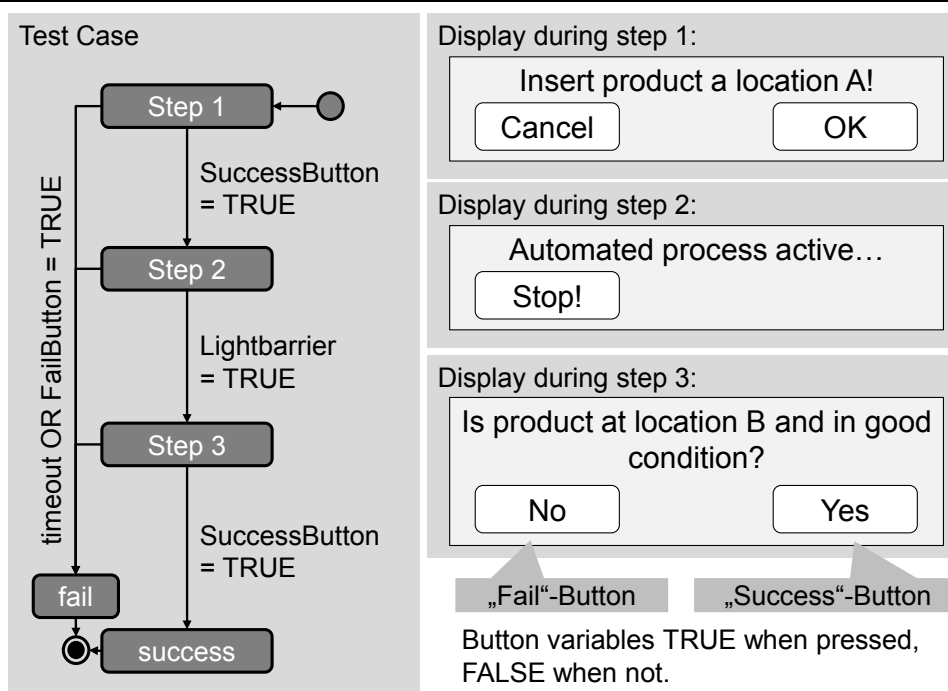 Test Case
Step 1
SuccessButton
= TRUE
Step 2
Lightbarrier
= TRUE
Step 3
SuccessButton
= TRUE
timeout OR FailButton = TRUE
fail
success
Display during step 1:
Insert product a location A!
Cancel
OK
Display during step 2:
Automated process active…
Stop!
Display during step 3:
Is product at location B and in good
condition?
No
Yes
„Fail“-Button
„Success“-Button
Button variables TRUE when pressed,
FALSE when not.